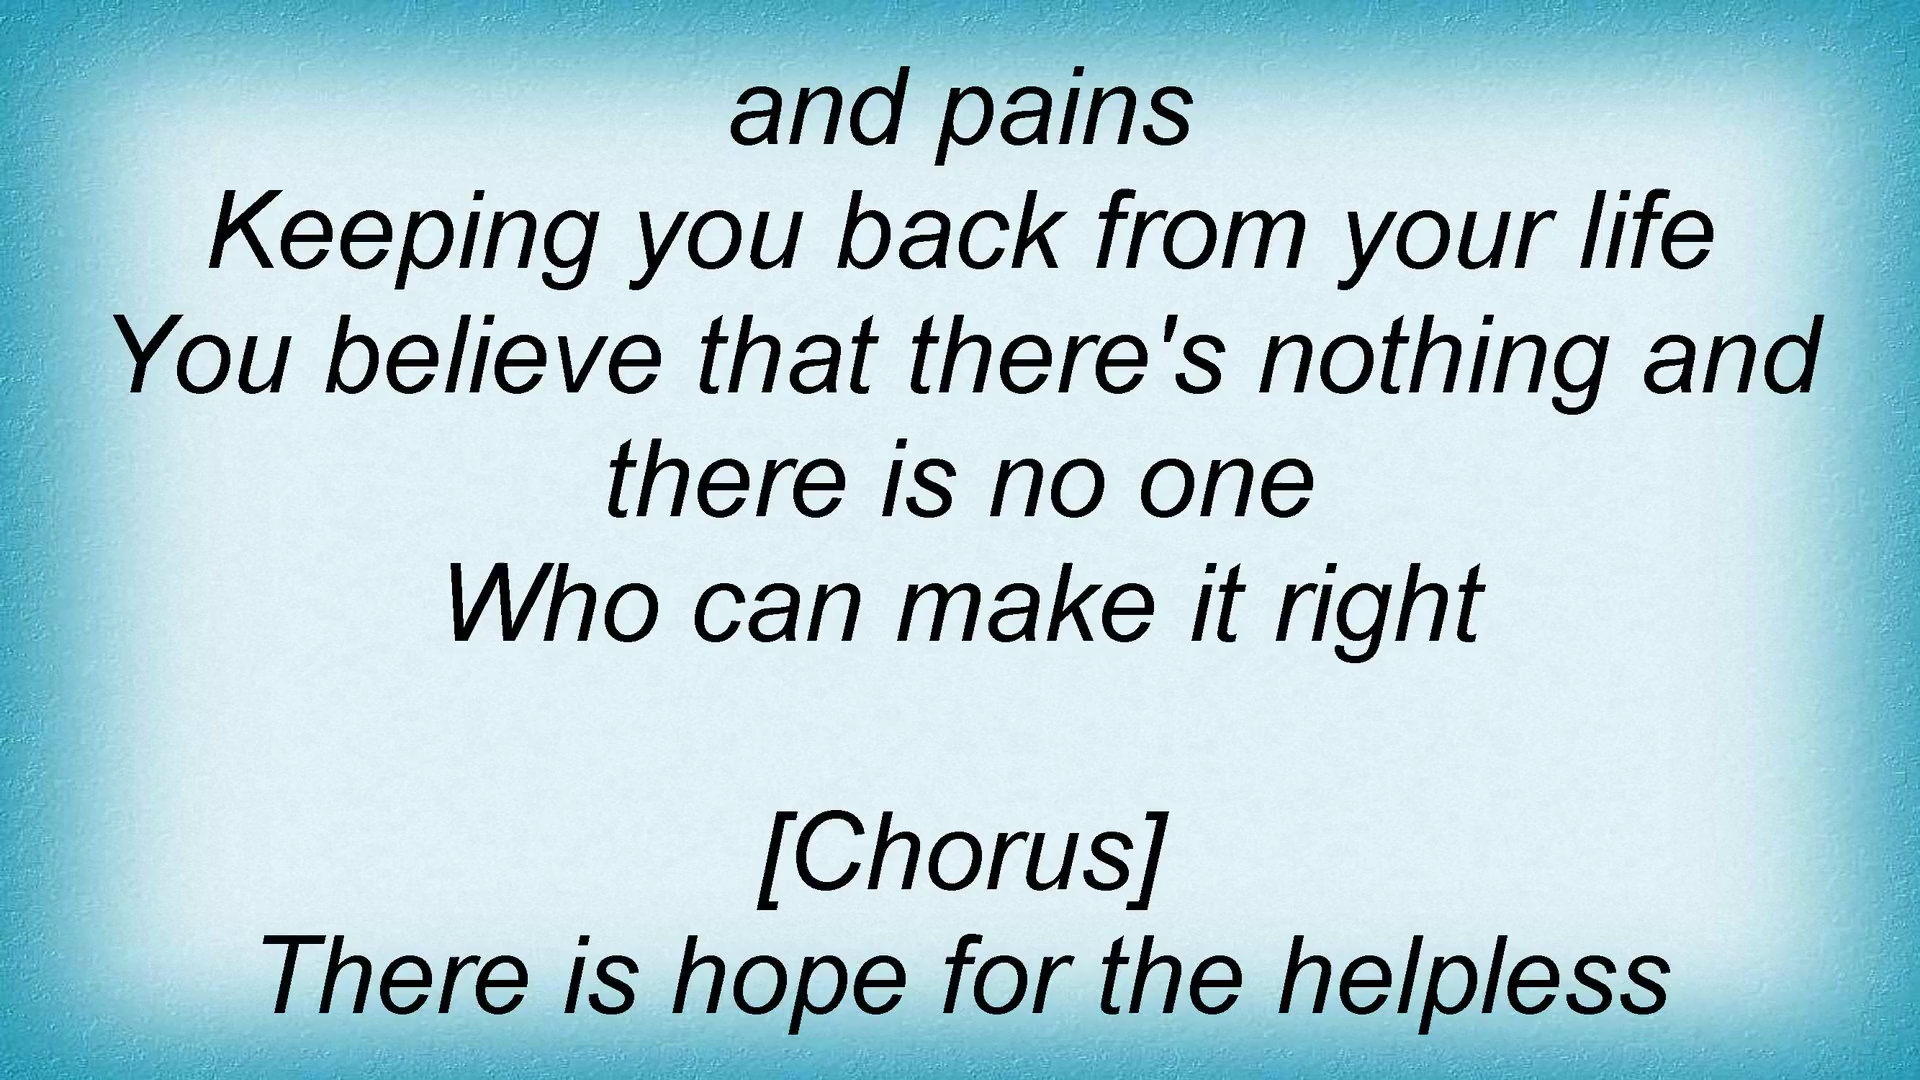 and pains
Keeping you back from your life
You believe that there's nothing and
there is no one
Who can make it right
[Chorus]
There is hope for the helpless